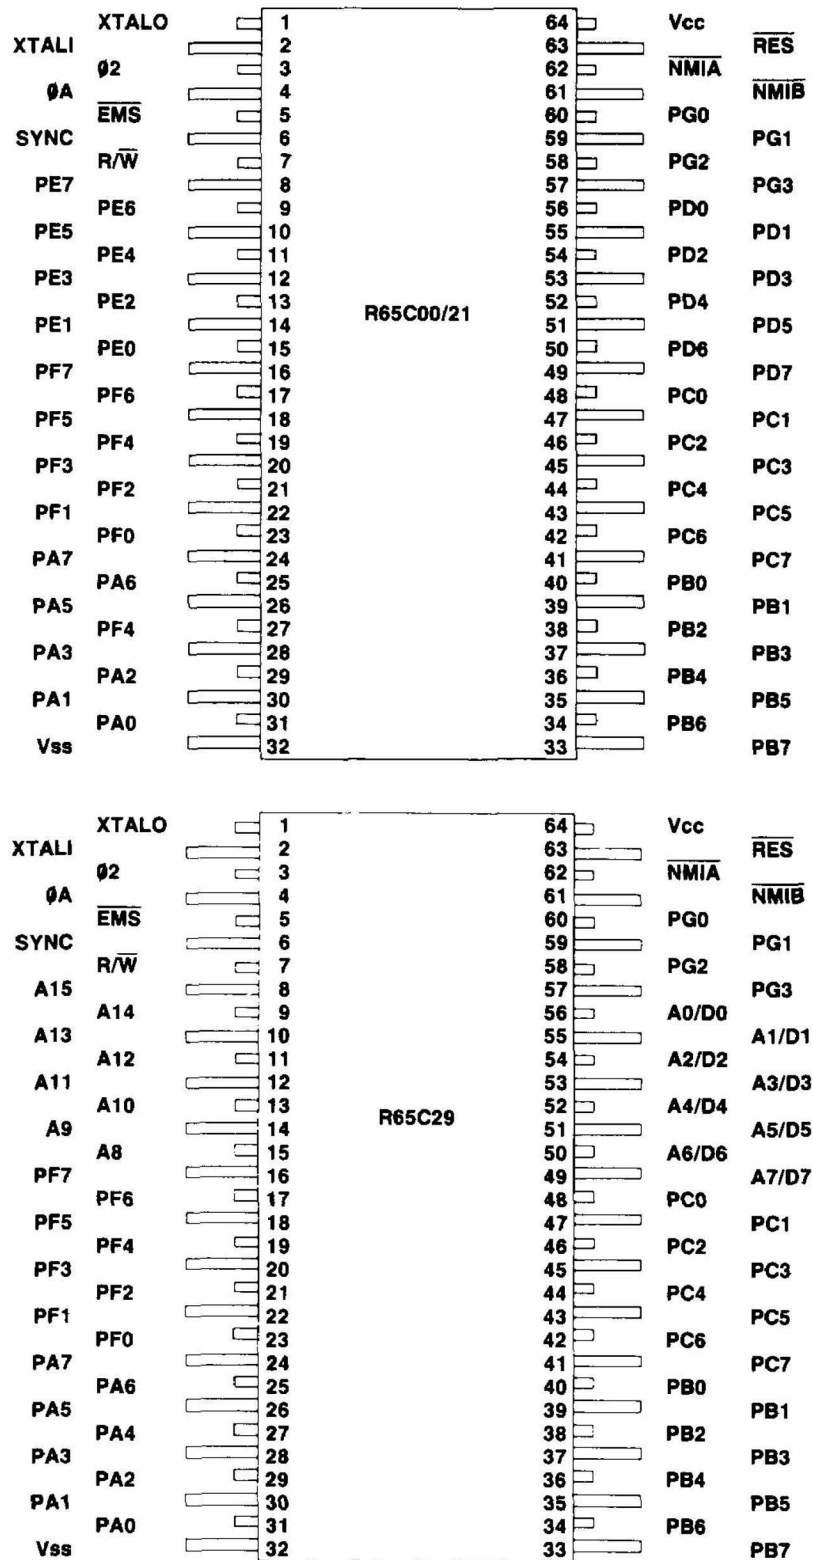 XTALO 1 64 Vcc
XTALI 2 63 R̅E̅S̅
Ø2 3 62 N̅M̅I̅A̅
ØA 4 61 N̅M̅I̅B̅
E̅M̅S̅ 5 60 PG0
SYNC 6 59 PG1
R/W̅ 7 58 PG2
PE7 8 57 PG3
PE6 9 56 PD0
PE5 10 55 PD1
PE4 11 54 PD2
PE3 12 53 PD3
PE2 13 52 PD4
R65C00/21
PE1 14 51 PD5
PE0 15 50 PD6
PF7 16 49 PD7
PF6 17 48 PC0
PF5 18 47 PC1
PF4 19 46 PC2
PF3 20 45 PC3
PF2 21 44 PC4
PF1 22 43 PC5
PF0 23 42 PC6
PA7 24 41 PC7
PA6 25 40 PB0
PA5 26 39 PB1
PF4 27 38 PB2
PA3 28 37 PB3
PA2 29 36 PB4
PA1 30 35 PB5
PA0 31 34 PB6
Vss 32 33 PB7
XTALO 1 64 Vcc
XTALI 2 63 R̅E̅S̅
Ø2 3 62 N̅M̅I̅A̅
ØA 4 61 N̅M̅I̅B̅
E̅M̅S̅ 5 60 PG0
SYNC 6 59 PG1
R/W̅ 7 58 PG2
A15 8 57 PG3
A14 9 56 A0/D0
A13 10 55 A1/D1
A12 11 54 A2/D2
A11 12 53 A3/D3
A10 13 52 A4/D4
R65C29
A9 14 51 A5/D5
A8 15 50 A6/D6
PF7 16 49 A7/D7
PF6 17 48 PC0
PF5 18 47 PC1
PF4 19 46 PC2
PF3 20 45 PC3
PF2 21 44 PC4
PF1 22 43 PC5
PF0 23 42 PC6
PA7 24 41 PC7
PA6 25 40 PB0
PA5 26 39 PB1
PA4 27 38 PB2
PA3 28 37 PB3
PA2 29 36 PB4
PA1 30 35 PB5
PA0 31 34 PB6
Vss 32 33 PB7